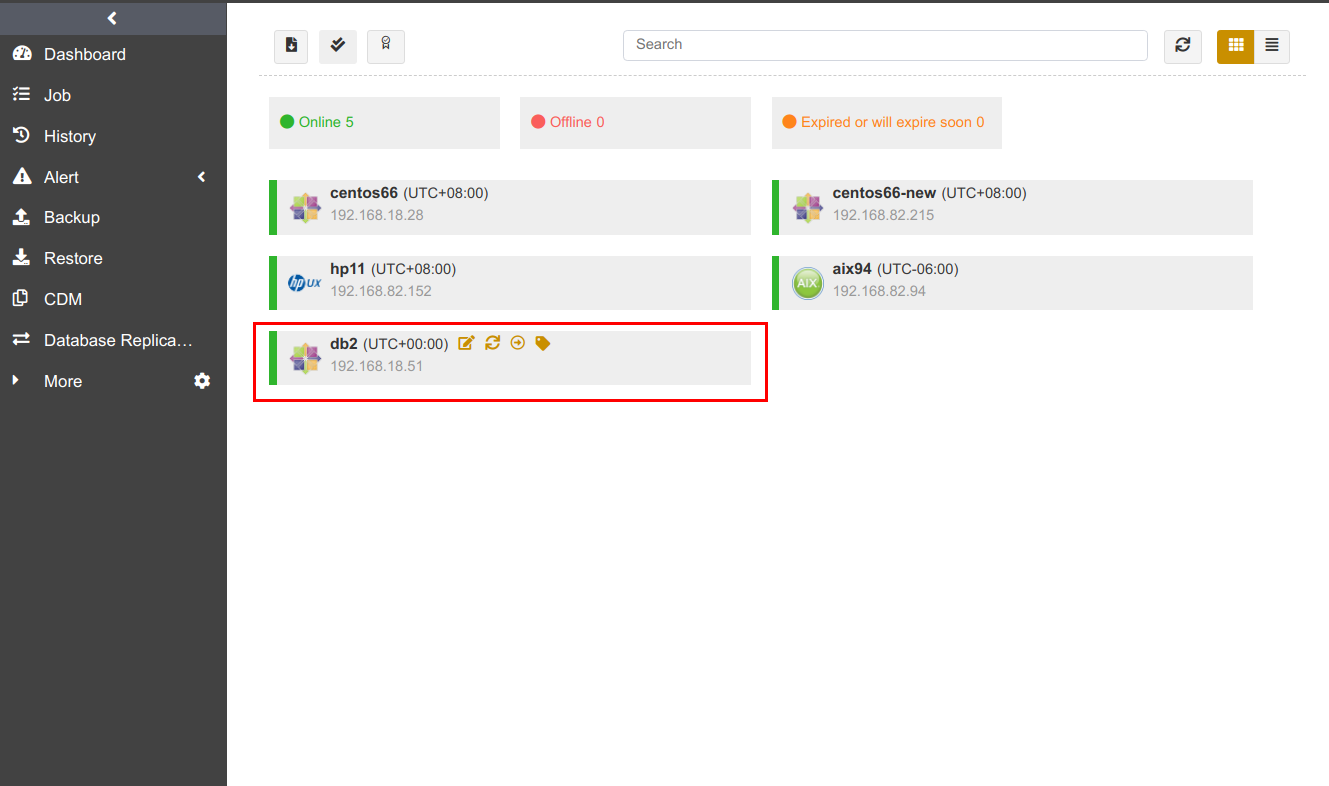 Dashboard
Job
History
Alert
Backup
Restore
CDM
Database Replica…
More
Search
Online 5
Offline 0
Expired or will expire soon 0
centos66 (UTC+08:00)
192.168.18.28
centos66-new (UTC+08:00)
192.168.82.215
hp UX
hp11 (UTC+08:00)
192.168.82.152
AIX
aix94 (UTC-06:00)
192.168.82.94
db2 (UTC+00:00)
192.168.18.51